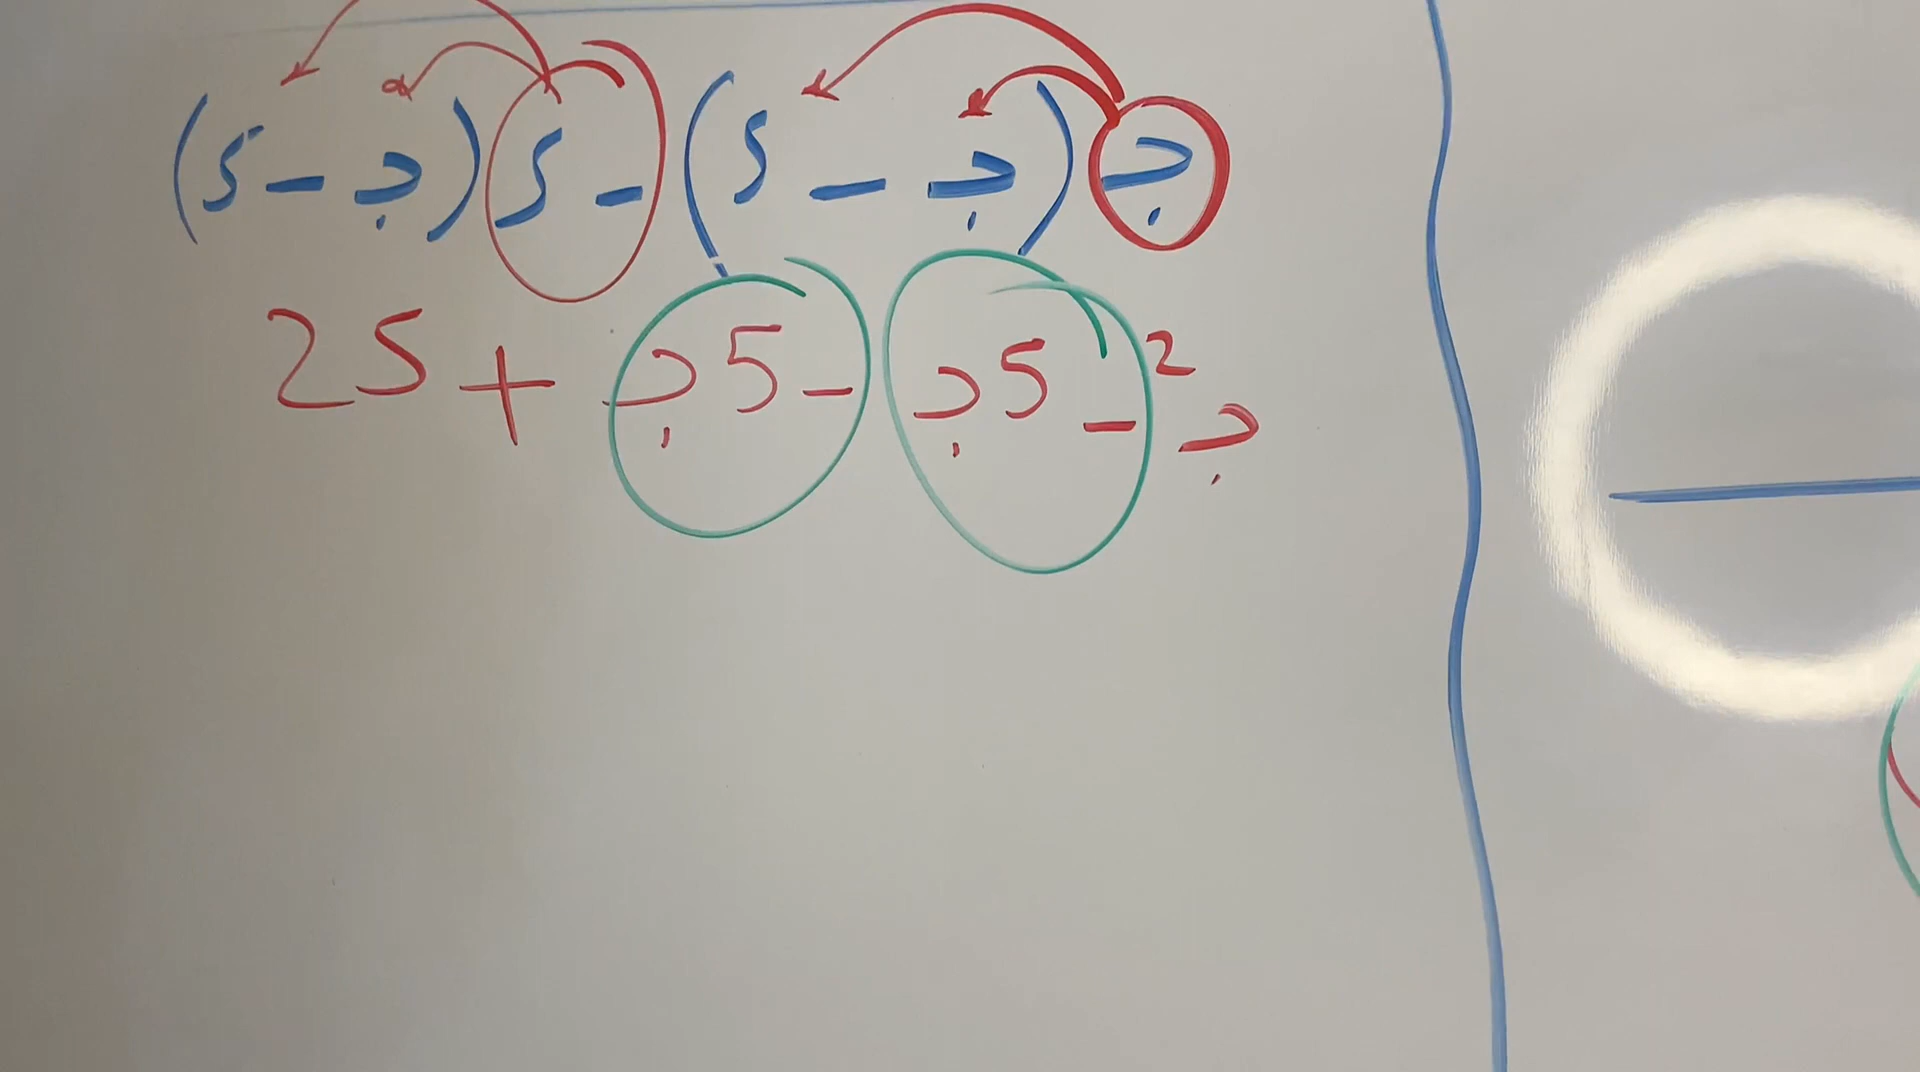 جـ (جـ – 5) – 5 (جـ – 5)
جـ² – 5جـ – 5جـ + 25